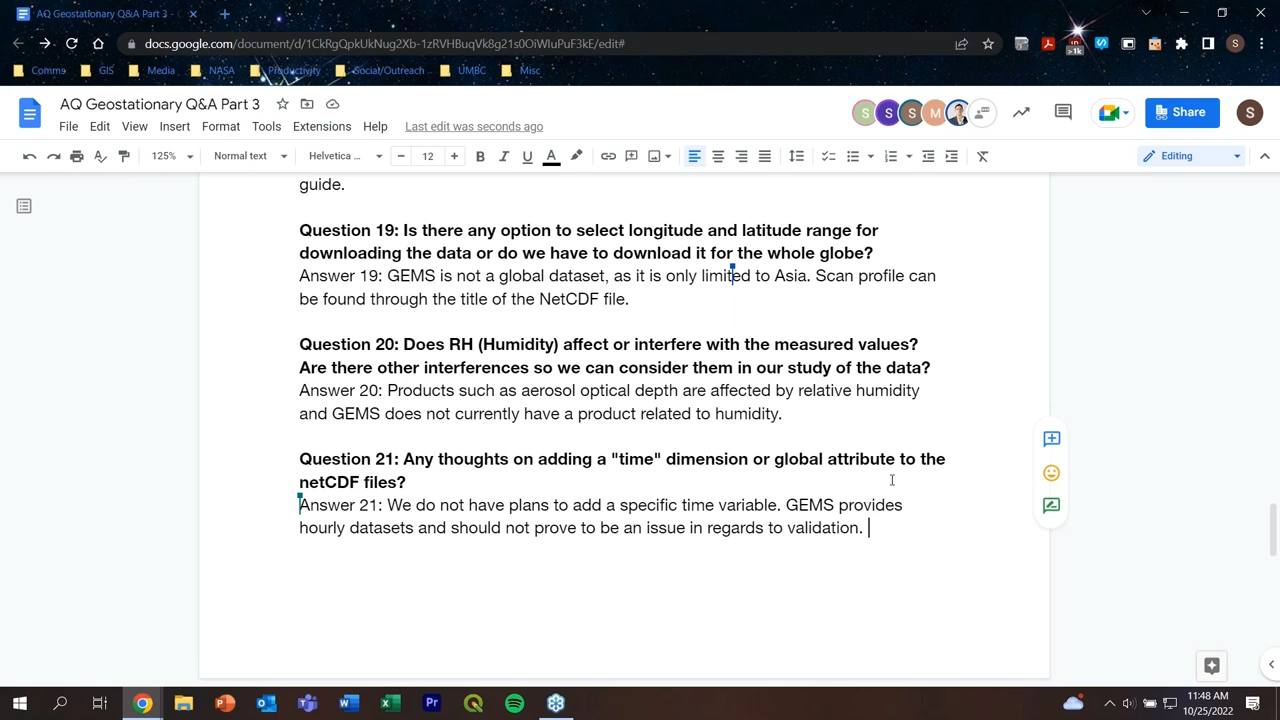 AQ Geostationary Q&A Part 3 -
docs.google.com/document/d/1CkRgQpkUkNug2Xb-1zRVHBuqVk8g21s0OiWIuPuF3kE/edit#
>1k
S
Comms GIS Media NASA Productivity Social/Outreach UMBC Misc
AQ Geostationary Q&A Part 3
S S S M
Share
S
File Edit View Insert Format Tools Extensions Help Last edit was seconds ago
125% Normal text Helvetica ... 12 B I U A Editing
guide.
Question 19: Is there any option to select longitude and latitude range for
downloading the data or do we have to download it for the whole globe?
Answer 19: GEMS is not a global dataset, as it is only limited to Asia. Scan profile can
be found through the title of the NetCDF file.
Question 20: Does RH (Humidity) affect or interfere with the measured values?
Are there other interferences so we can consider them in our study of the data?
Answer 20: Products such as aerosol optical depth are affected by relative humidity
and GEMS does not currently have a product related to humidity.
Question 21: Any thoughts on adding a "time" dimension or global attribute to the
netCDF files?
Answer 21: We do not have plans to add a specific time variable. GEMS provides
hourly datasets and should not prove to be an issue in regards to validation.
11:48 AM
10/25/2022